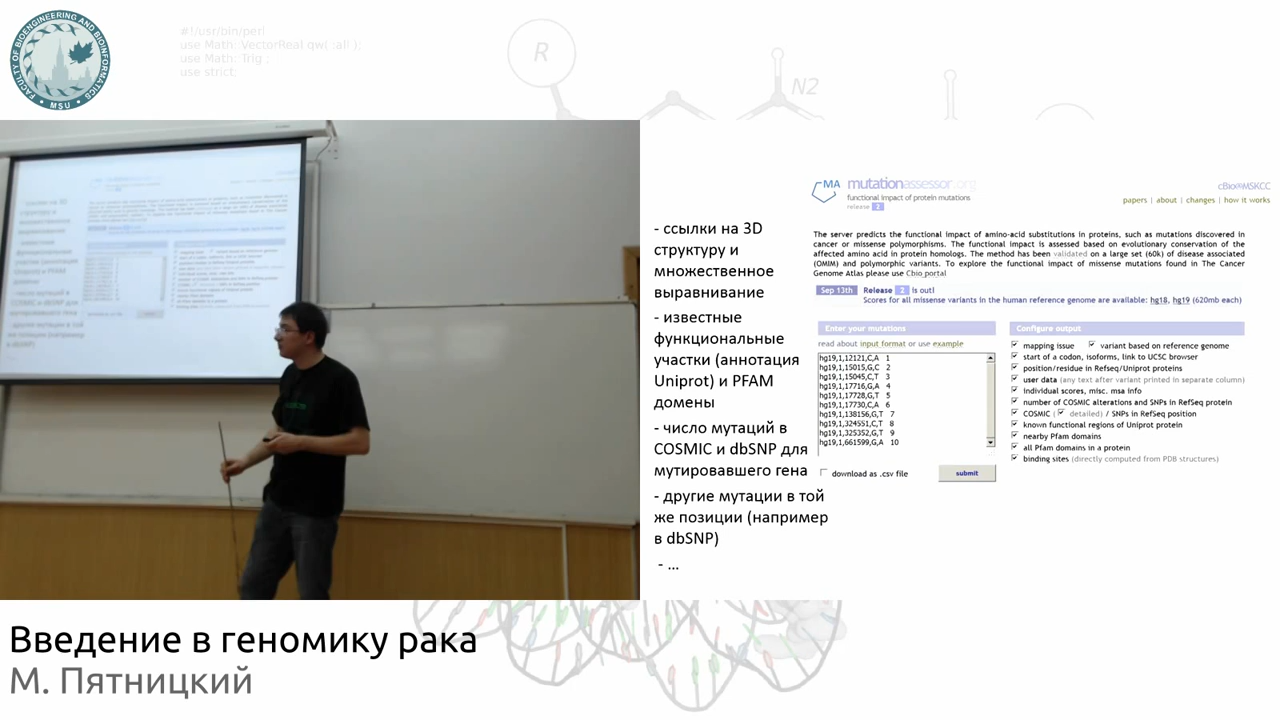 FACULTY OF BIOENGINEERING AND BIOINFORMATICS
• MSU •
#!/usr/bin/perl
use Math::VectorReal qw( :all );
use Math::Trig ;
use strict;
R
N2
- ссылки на 3D
структуру и
множественное
выравнивание
- известные
функциональные
участки (аннотация
Uniprot) и PFAM
домены
- число мутаций в
COSMIC и dbSNP для
мутировавшего гена
- другие мутации в той
же позиции (например
в dbSNP)
- ...
MA mutationassessor.org
functional impact of protein mutations
release 2
cBio@MSKCC
papers | about | changes | how it works
The server predicts the functional impact of amino-acid substitutions in proteins, such as mutations discovered in
cancer or missense polymorphisms. The functional impact is assessed based on evolutionary conservation of the
affected amino acid in protein homologs. The method has been validated on a large set (60k) of disease associated
(OMIM) and polymorphic variants. To explore the functional impact of missense mutations found in The Cancer
Genome Atlas please use Cbio portal
Sep 13th Release 2 is out!
Scores for all missense variants in the human reference genome are available: hg18, hg19 (620mb each)
Enter your mutations
read about input format or use example
hg19,1,12121,C,A 1
hg19,1,15015,G,C 2
hg19,1,15045,C,T 3
hg19,1,17716,G,A 4
hg19,1,17728,G,T 5
hg19,1,17730,C,A 6
hg19,1,138156,G,T 7
hg19,1,324551,C,T 8
hg19,1,325352,G,T 9
hg19,1,661599,G,A 10
download as .csv file submit
Configure output
mapping issue variant based on reference genome
start of a codon, isoforms, link to UCSC browser
position/residue in Refseq/Uniprot proteins
user data (any text after variant printed in separate column)
individual scores, misc. msa info
number of COSMIC alterations and SNPs in RefSeq protein
COSMIC ( detailed) / SNPs in RefSeq position
known functional regions of Uniprot protein
nearby Pfam domains
all Pfam domains in a protein
binding sites (directly computed from PDB structures)
Введение в геномику рака
М. Пятницкий